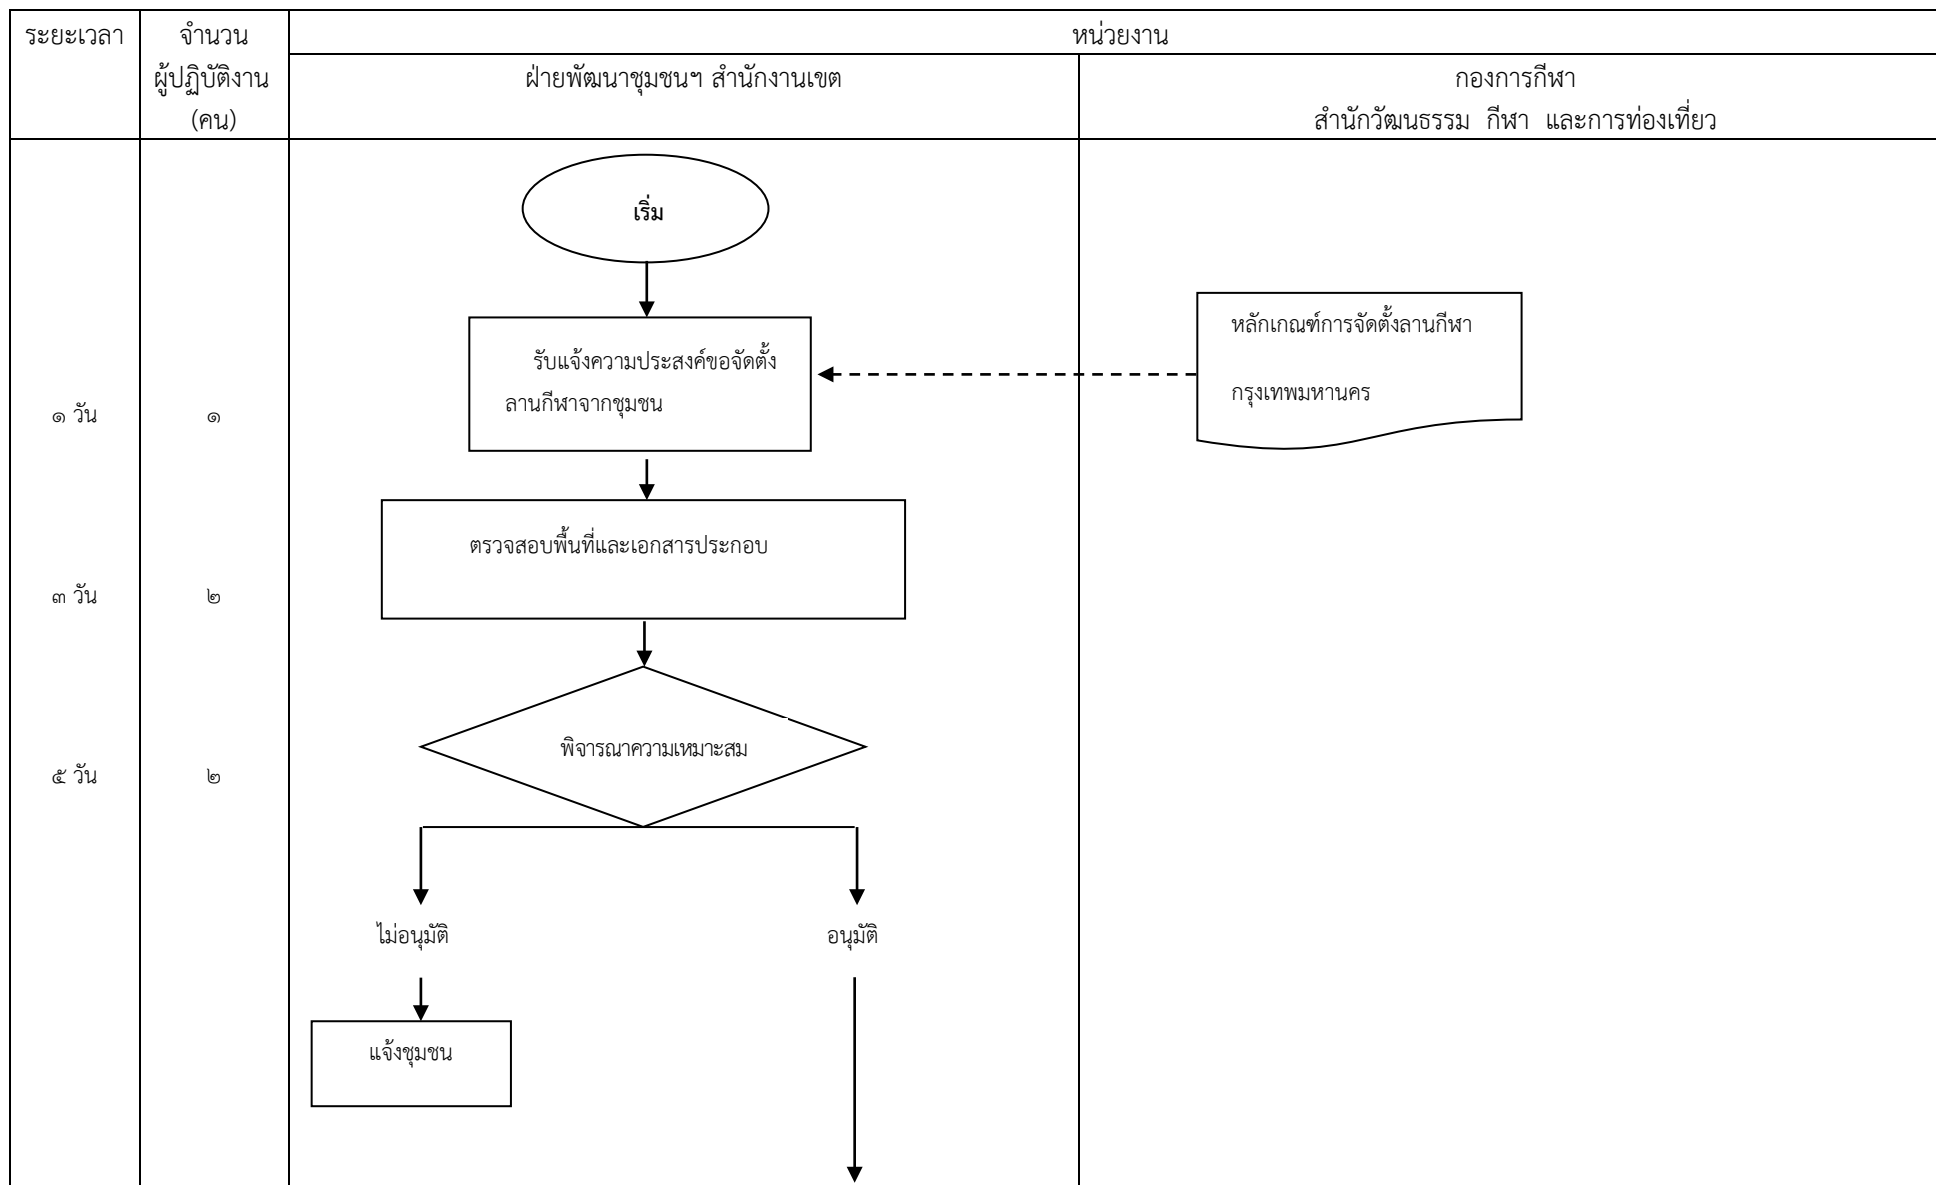 ระยะเวลา
จำนวน
ผู้ปฏิบัติงาน
(คน)
หน่วยงาน
ฝ่ายพัฒนาชุมชนฯ สำนักงานเขต
กองการกีฬา
สำนักวัฒนธรรม กีฬา และการท่องเที่ยว
เริ่ม
รับแจ้งความประสงค์ขอจัดตั้ง
ลานกีฬาจากชุมชน
หลักเกณฑ์การจัดตั้งลานกีฬา
กรุงเทพมหานคร
๑ วัน
๑
ตรวจสอบพื้นที่และเอกสารประกอบ
๓ วัน
๒
พิจารณาความเหมาะสม
๕ วัน
๒
ไม่อนุมัติ
อนุมัติ
แจ้งชุมชน